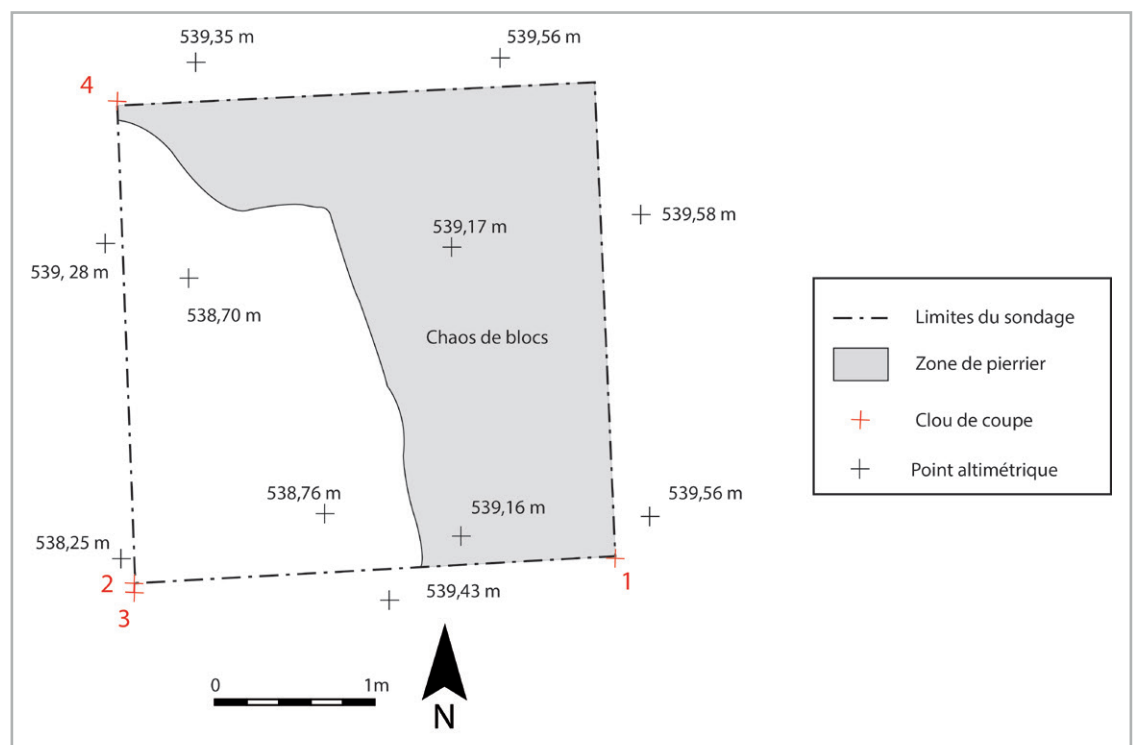 539,35 m
539,56 m
4
539,58 m
539,17 m
539, 28 m
538,70 m
Chaos de blocs
Limites du sondage
Zone de pierrier
Clou de coupe
Point altimétrique
538,76 m
539,16 m
539,56 m
538,25 m
2
1
539,43 m
3
0
1m
N